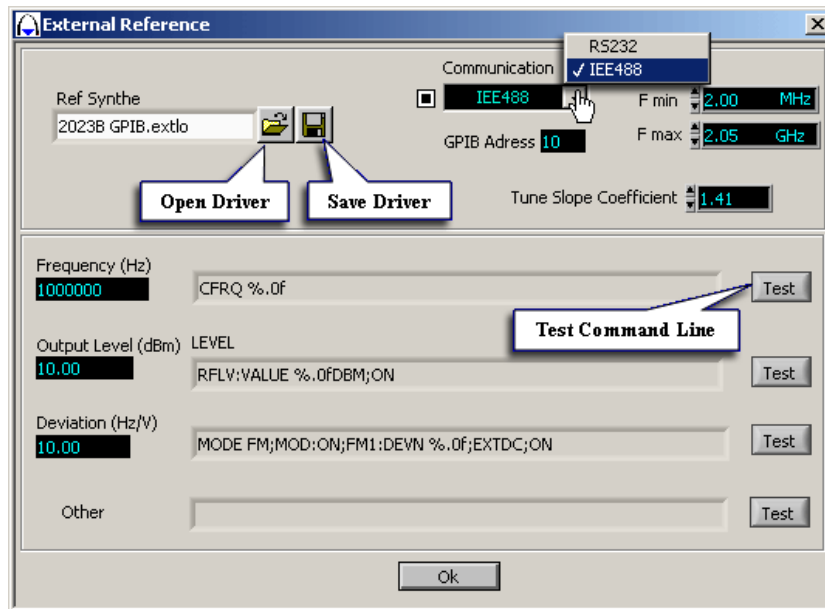 External Reference
RS232
✓ IEE488
Communication
Ref Synthe
IEE488
F min 2.00 MHz
2023B GPIB.extlo
GPIB Adress 10
F max 2.05 GHz
Open Driver
Save Driver
Tune Slope Coefficient 1.41
Frequency (Hz)
1000000
CFRQ %.0f
Test
Test Command Line
Output Level (dBm)
LEVEL
10.00
RFLV:VALUE %.0fDBM;ON
Test
Deviation (Hz/V)
10.00
MODE FM;MOD:ON;FM1:DEVN %.0f;EXTDC;ON
Test
Other
Test
Ok